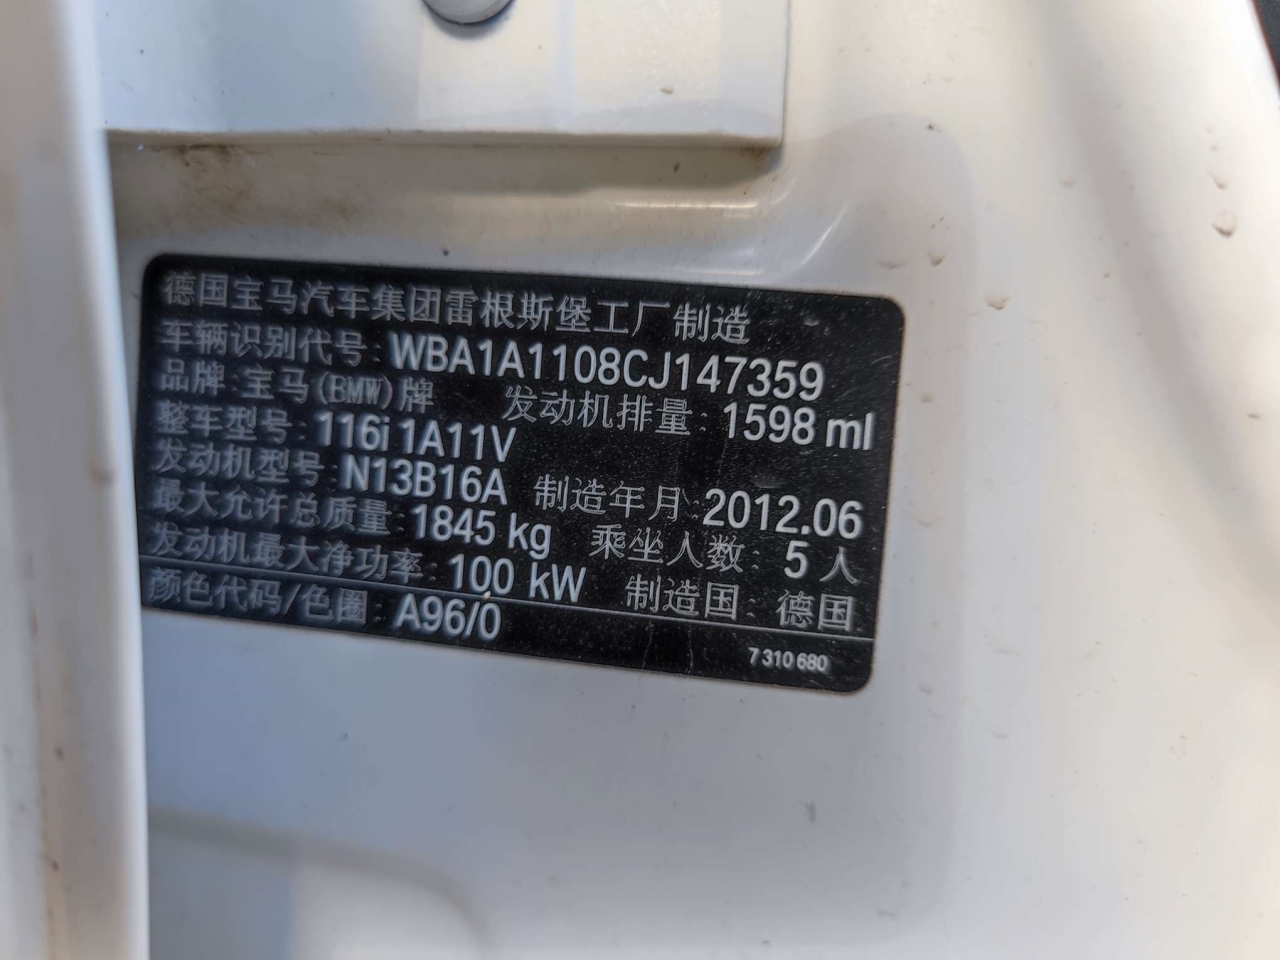 德国宝马汽车集团雷根斯堡工厂制造
车辆识别代号: WBA1A1108CJ147359
品牌: 宝马(BMW)牌 发动机排量: 1598 ml
整车型号: 116i 1A11V
发动机型号: N13B16A 制造年月: 2012.06
最大允许总质量: 1845 kg 乘坐人数: 5 人
发动机最大净功率: 100 kW 制造国: 德国
颜色代码/色圈: A96/0
7 310 680